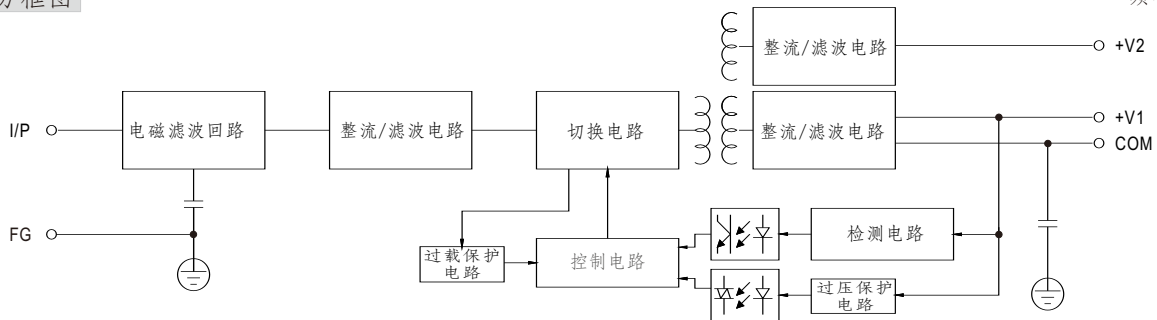 方框图
整流/滤波电路
+V2
I/P
电磁滤波回路
整流/滤波电路
切换电路
整流/滤波电路
+V1
COM
FG
过载保护
电路
控制电路
检测电路
过压保护
电路